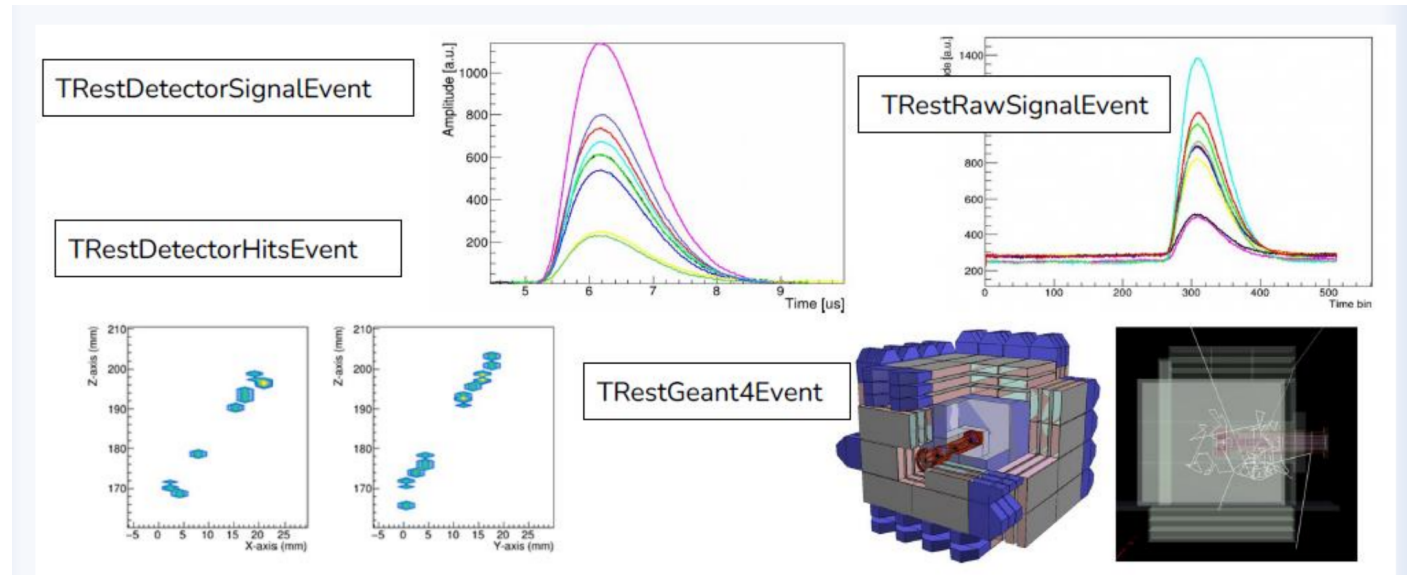 TRestDetectorSignalEvent
Amplitude [a.u.]
1000
800
600
400
200
5 6 7 8 9
Time [us]
TRestRawSignalEvent
[a.u.]
1400
800
600
400
200
0 100 200 300 400 500
Time bin
TRestDetectorHitsEvent
Z-axis (mm)
210
200
190
180
170
-5 0 5 10 15 20 25
X-axis (mm)
Z-axis (mm)
210
200
190
180
170
-5 0 5 10 15 20 25
Y-axis (mm)
TRestGeant4Event